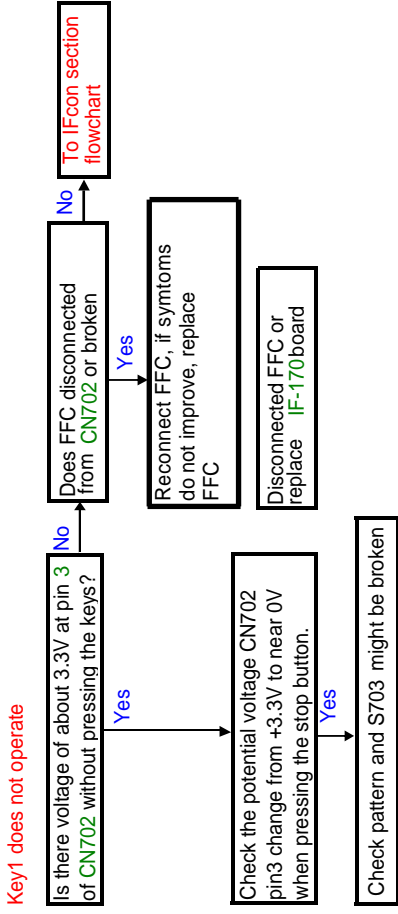 Key1 does not operate
Is there voltage of about 3.3V at pin 3
of CN702 without pressing the keys?
No
Does FFC disconnected
from CN702 or broken
No
To IFcon section
flowchart
Yes
Reconnect FFC, if symtoms
do not improve, replace
FFC
Yes
Check the potential voltage CN702
pin3 change from +3.3V to near 0V
when pressing the stop button.
Disconnected FFC or
replace IF-170board
Yes
Check pattern and S703 might be broken